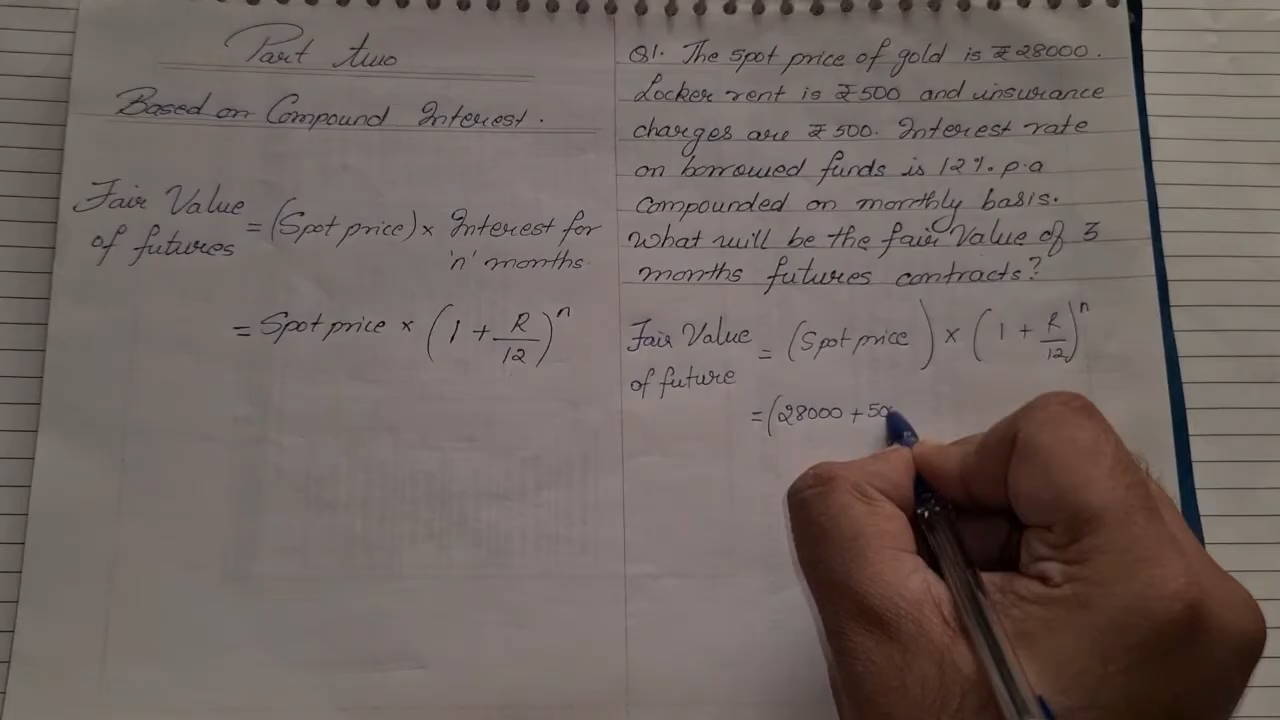 Part two
Based on Compound Interest.
Fair Value of futures = (Spot price) × Interest for 'n' months.
= Spot price × (1 + R/12)^n
Q1. The spot price of gold is ₹28000.
Locker rent is ₹500 and insurance
charges are ₹500. Interest rate
on borrowed funds is 12% p.a
compounded on monthly basis.
What will be the fair Value of 3
months futures contracts?
Fair Value of future = (Spot price) × (1 + R/12)^n
= (28000 + 50